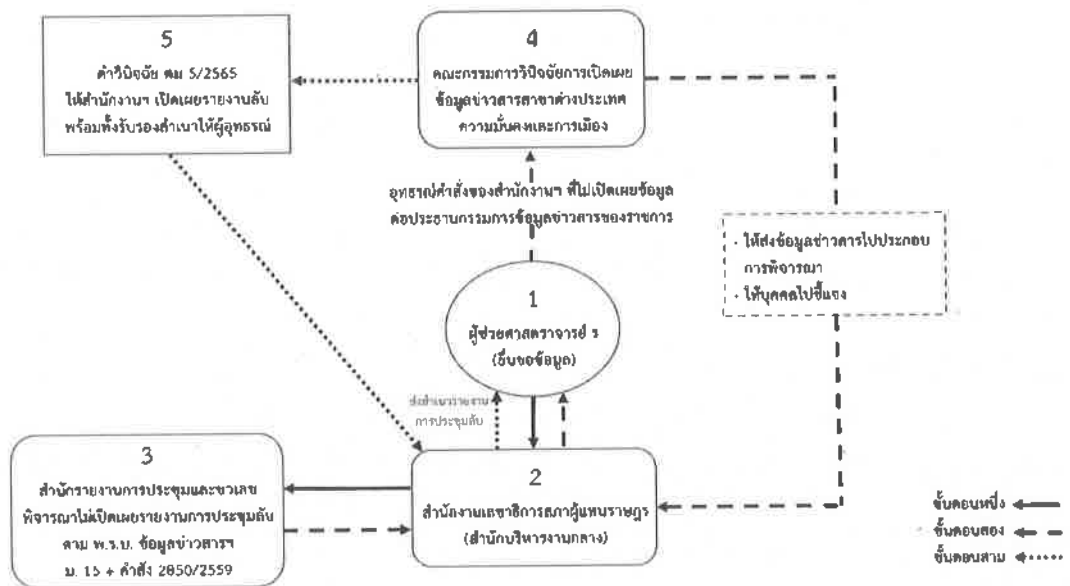 5
คำวินิจฉัย ตม 5/2565
ให้สำนักงานฯ เปิดเผยรายงานลับ
พร้อมทั้งรับรองสำเนาให้ผู้อุทธรณ์
4
คณะกรรมการวินิจฉัยการเปิดเผย
ข้อมูลข่าวสารสาขาต่างประเทศ
ความมั่นคงและการเมือง
อุทธรณ์คำสั่งของสำนักงานฯ ที่ไม่เปิดเผยข้อมูล
ต่อประธานกรรมการข้อมูลข่าวสารของราชการ
- ให้ส่งข้อมูลข่าวสารไปประกอบ
การพิจารณา
- ให้บุคคลไปชี้แจง
1
ผู้ช่วยศาสตราจารย์ ร
(ยื่นขอข้อมูล)
ส่งสำเนารายงาน
การประชุมลับ
3
สำนักรายงานการประชุมและชวเลข
พิจารณาไม่เปิดเผยรายงานการประชุมลับ
ตาม พ.ร.บ. ข้อมูลข่าวสารฯ
ม. 15 + คำสั่ง 2850/2559
2
สำนักงานเลขาธิการสภาผู้แทนราษฎร
(สำนักบริหารงานกลาง)
ขั้นตอนหนึ่ง
ขั้นตอนสอง
ขั้นตอนสาม